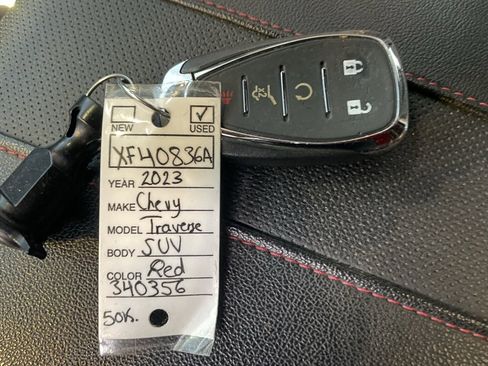 NEW USED
XF40836A
YEAR 2023
MAKE Chevy
MODEL Traverse
BODY SUV
COLOR Red
340356
50K.